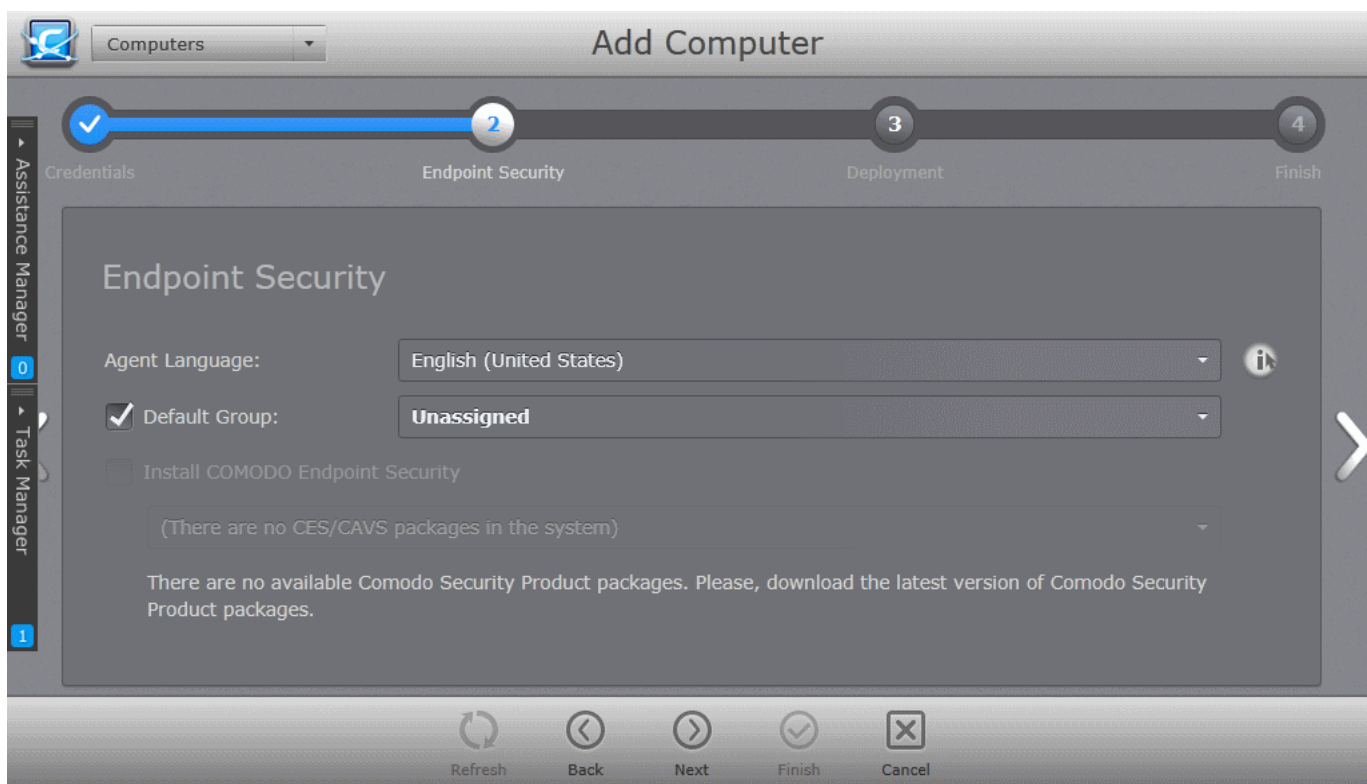 Computers
Add Computer
2
3
4
Credentials
Endpoint Security
Deployment
Finish
Assistance Manager
0
Task Manager
1
Endpoint Security
Agent Language:
English (United States)
i
Default Group:
Unassigned
Install COMODO Endpoint Security
(There are no CES/CAVS packages in the system)
There are no available Comodo Security Product packages. Please, download the latest version of Comodo Security
Product packages.
Refresh
Back
Next
Finish
Cancel